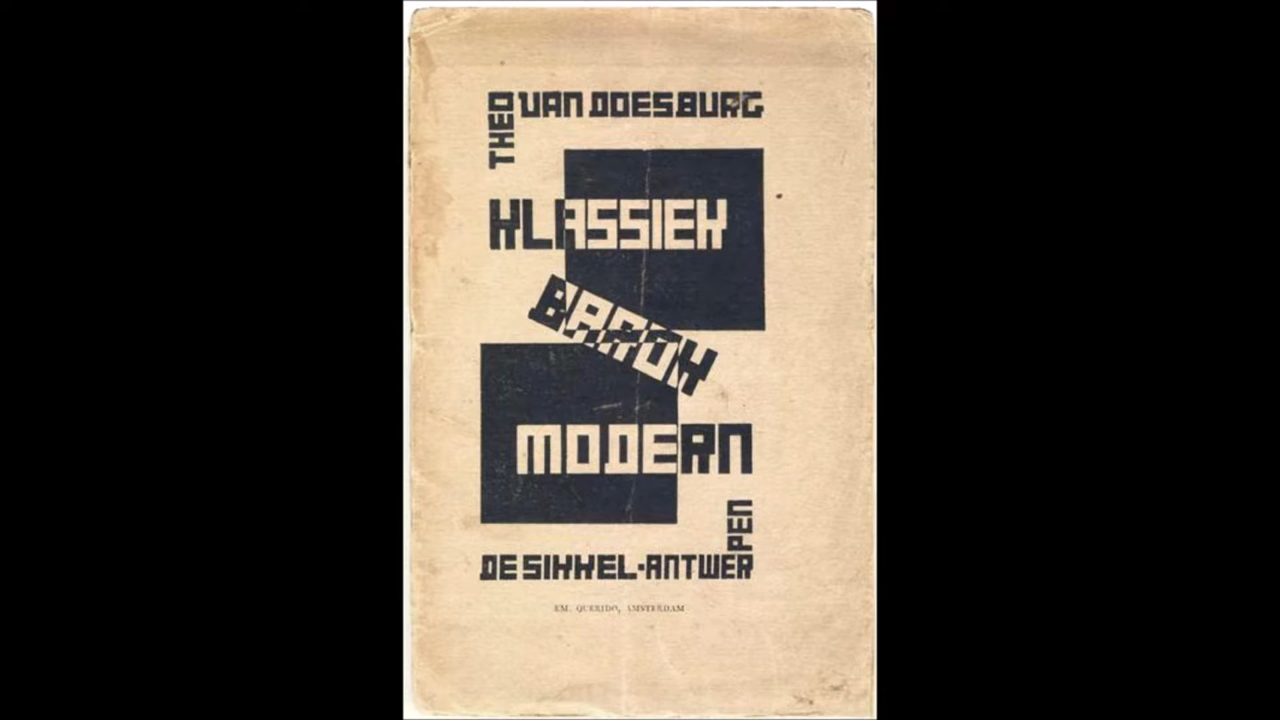 THEO VAN DOESBURG
KLASSIEK
BAROK
MODERN
DE SIKKEL-ANTWERPEN
EM. QUERIDO, AMSTERDAM